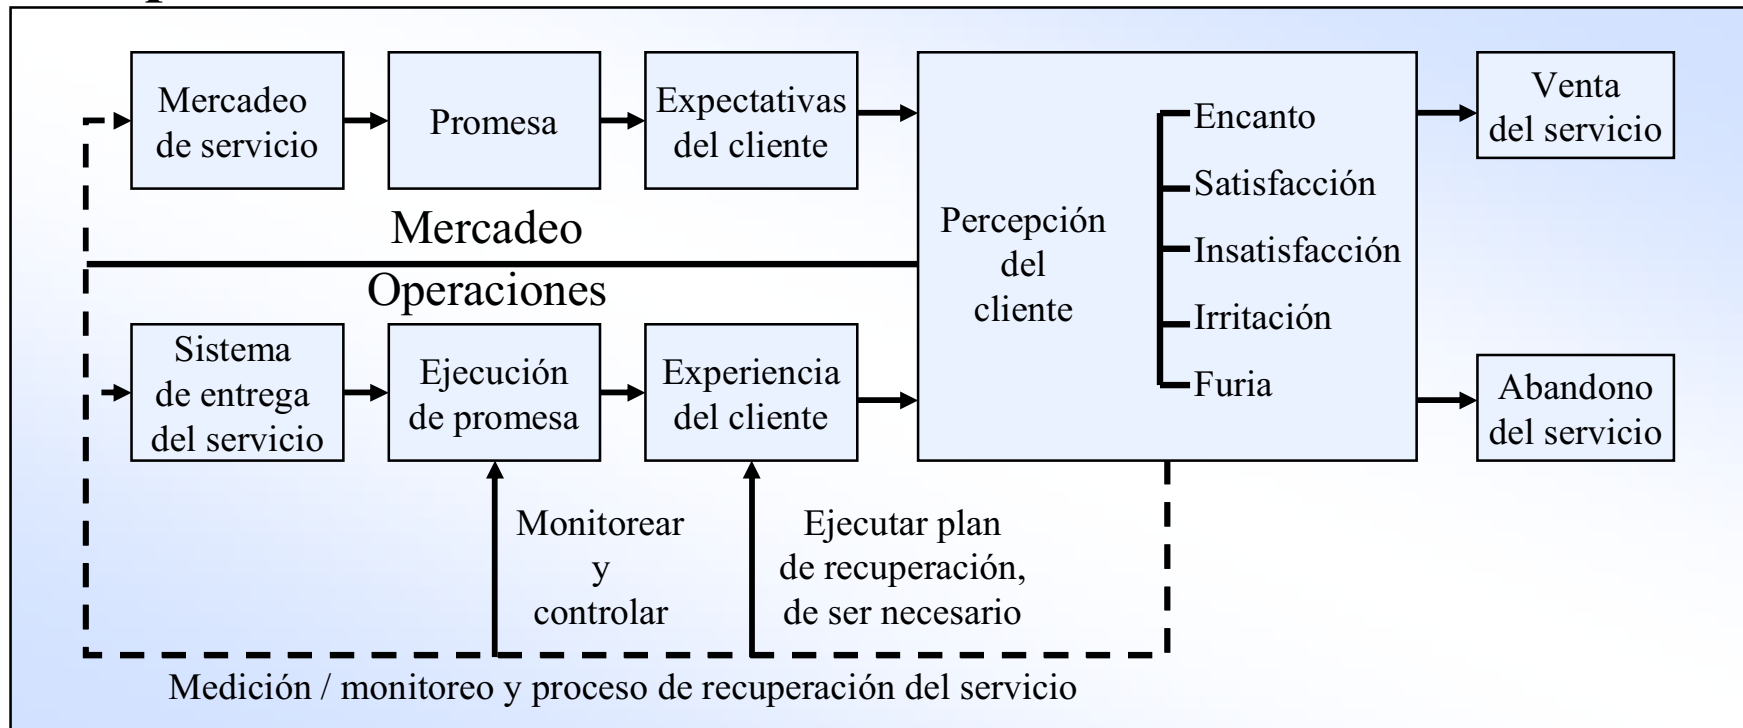 Mercadeo
de servicio
Promesa
Expectativas
del cliente
Mercadeo
Operaciones
Sistema
de entrega
del servicio
Ejecución
de promesa
Experiencia
del cliente
Percepción
del
cliente
Encanto
Satisfacción
Insatisfacción
Irritación
Furia
Venta
del servicio
Abandono
del servicio
Monitorear
y
controlar
Ejecutar plan
de recuperación,
de ser necesario
Medición / monitoreo y proceso de recuperación del servicio